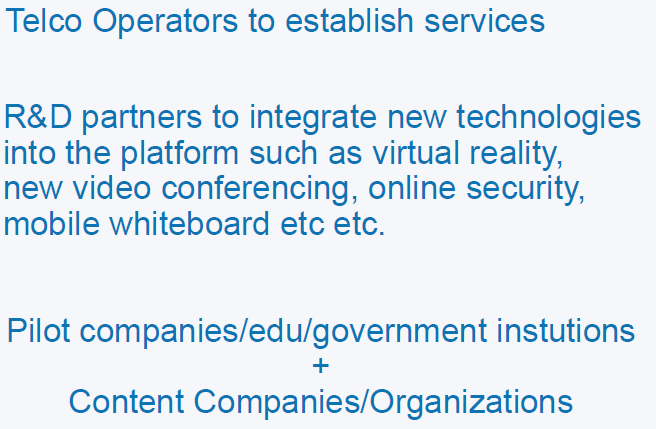 Telco Operators to establish services
R&D partners to integrate new technologies
into the platform such as virtual reality,
new video conferencing, online security,
mobile whiteboard etc etc.
Pilot companies/edu/government instutions
+
Content Companies/Organizations